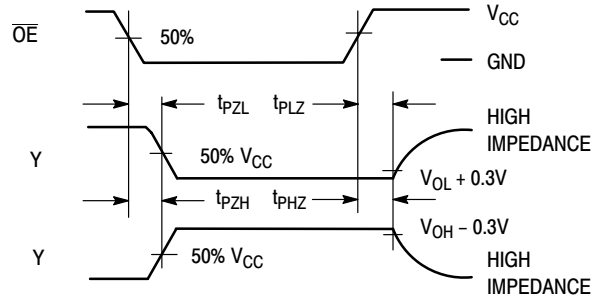 OE
50%
VCC
GND
tPZL
tPLZ
HIGH
IMPEDANCE
Y
50% VCC
VOL + 0.3V
tPZH
tPHZ
VOH − 0.3V
Y
50% VCC
HIGH
IMPEDANCE